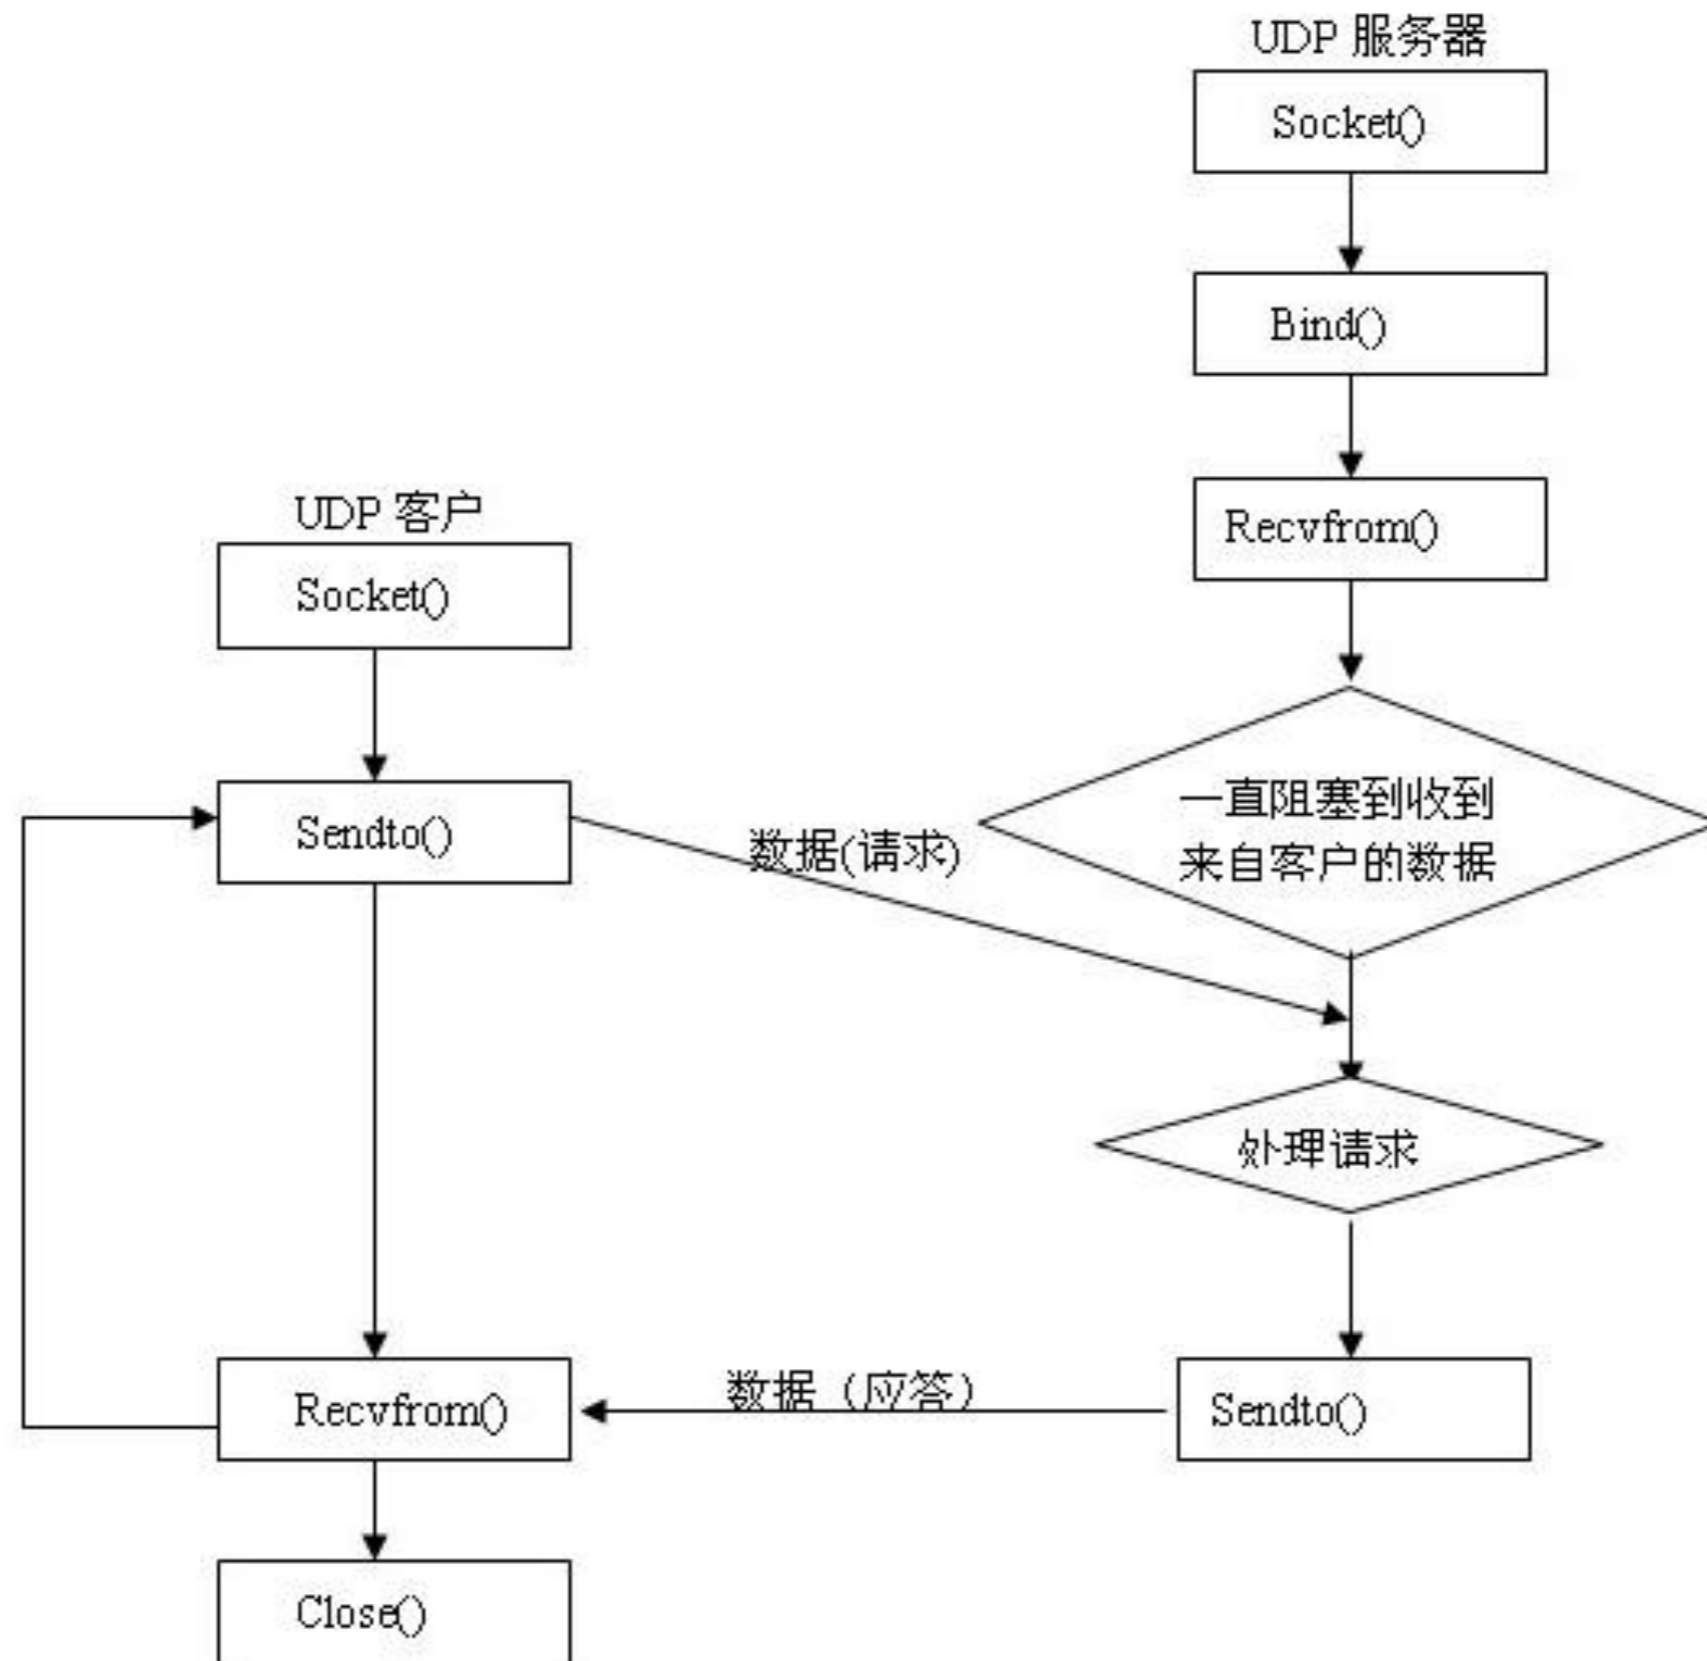 UDP 服务器
Socket()
Bind()
Recvfrom()
UDP 客户
Socket()
Sendto()
数据(请求)
一直阻塞到收到
来自客户的数据
处理请求
Recvfrom()
数据（应答）
Sendto()
Close()